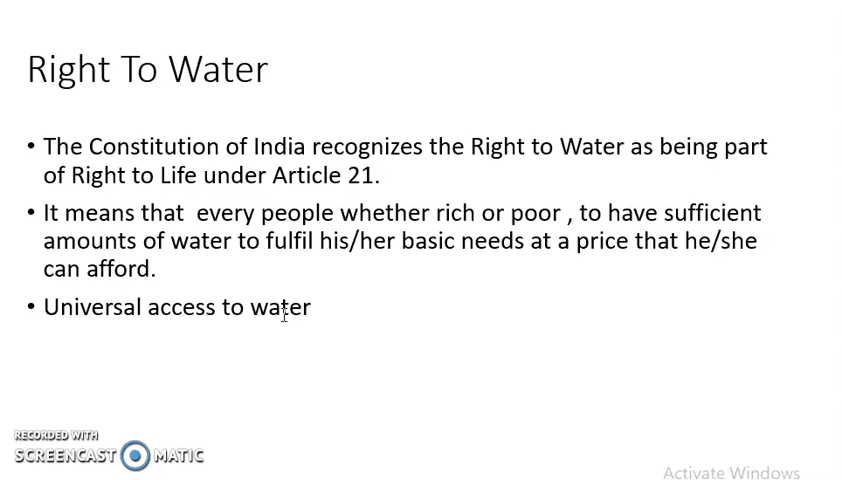 Right To Water
• The Constitution of India recognizes the Right to Water as being part
of Right to Life under Article 21.
• It means that  every people whether rich or poor , to have sufficient
amounts of water to fulfil his/her basic needs at a price that he/she
can afford.
• Universal access to water
RECORDED WITH
SCREENCAST MATIC
Activate Windows